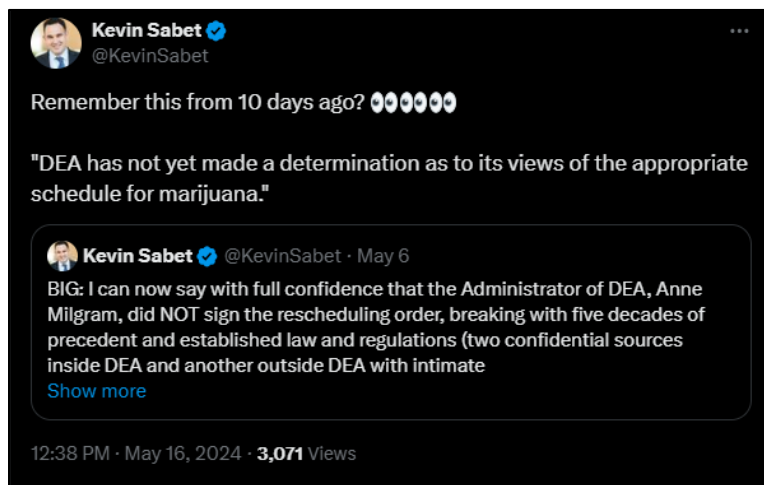 Kevin Sabet
@KevinSabet
Remember this from 10 days ago? 👀👀👀
"DEA has not yet made a determination as to its views of the appropriate
schedule for marijuana."
Kevin Sabet @KevinSabet · May 6
BIG: I can now say with full confidence that the Administrator of DEA, Anne
Milgram, did NOT sign the rescheduling order, breaking with five decades of
precedent and established law and regulations (two confidential sources
inside DEA and another outside DEA with intimate
Show more
12:38 PM · May 16, 2024 · 3,071 Views